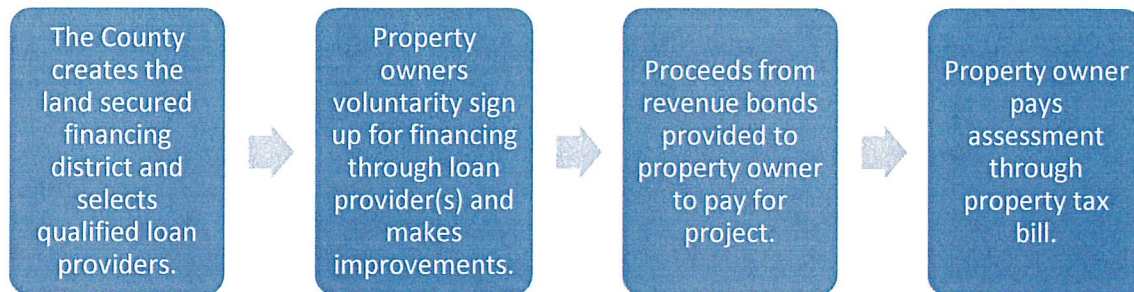 The County
creates the
land secured
financing
district and
selects
qualified loan
providers.
Property
owners
voluntarity sign
up for financing
through loan
provider(s) and
makes
improvements.
Proceeds from
revenue bonds
provided to
property owner
to pay for
project.
Property owner
pays
assessment
through
property tax
bill.